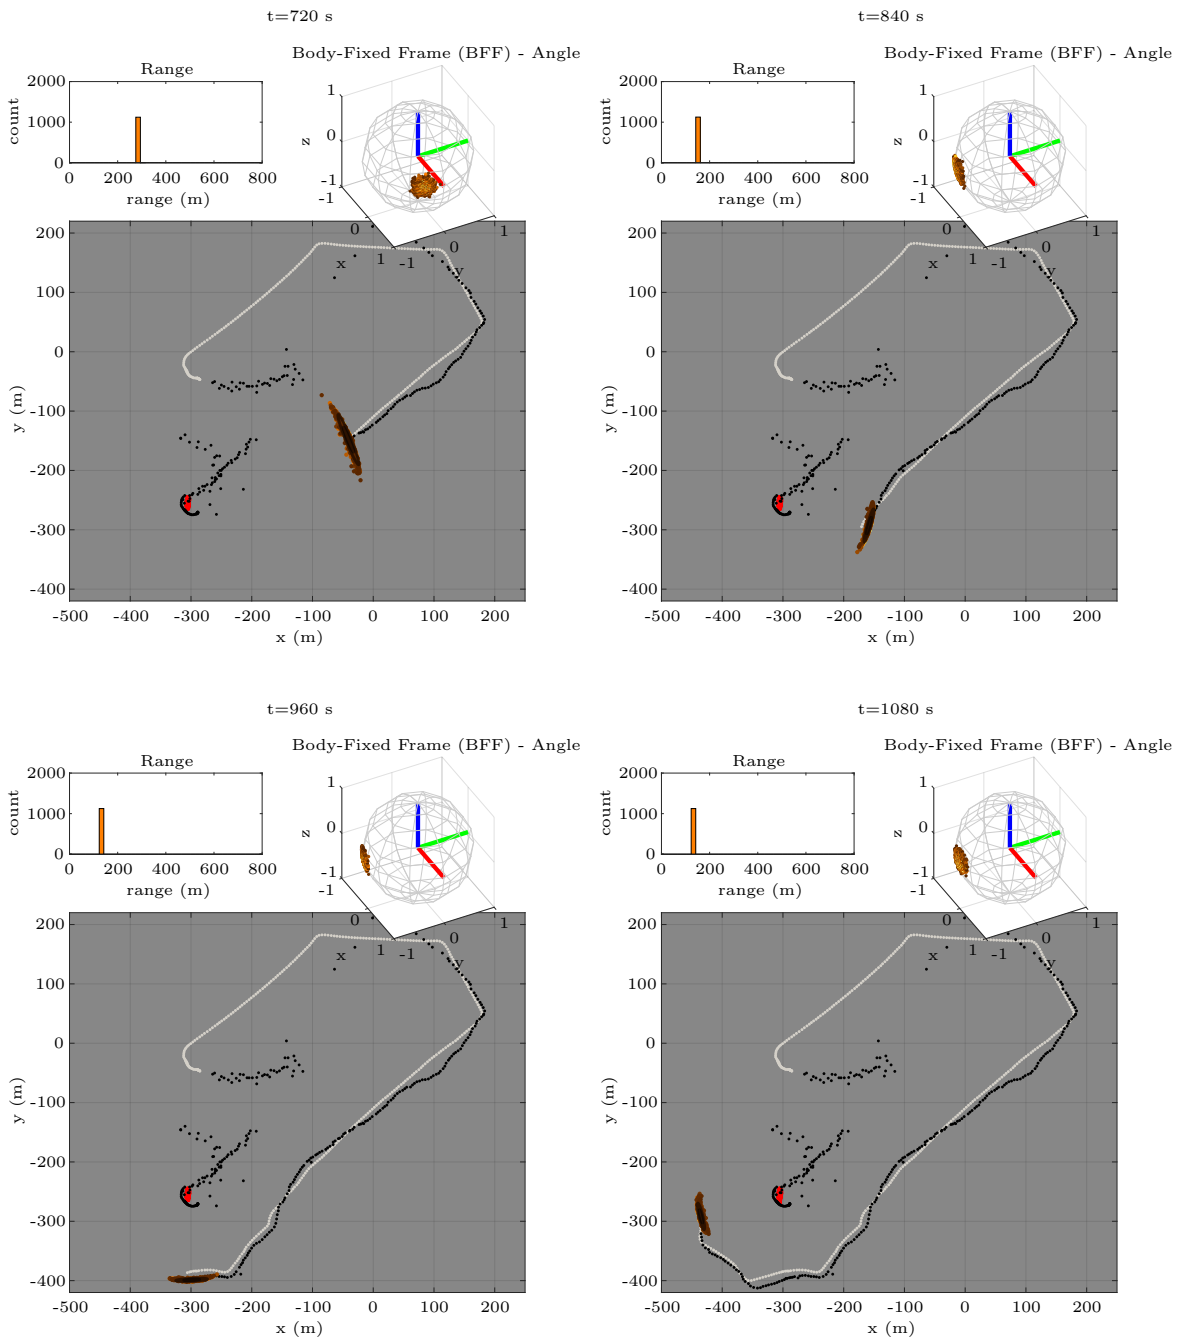 t=720 s
Body-Fixed Frame (BFF) - Angle
Range
2000
1000
0
count
0 200 400 600 800
range (m)
1
0
-1
z
-1
0
1
x
-1
0
1
y
200
100
0
-100
-200
-300
-400
y (m)
-500 -400 -300 -200 -100 0 100 200
x (m)
t=840 s
Body-Fixed Frame (BFF) - Angle
Range
2000
1000
0
count
0 200 400 600 800
range (m)
1
0
-1
z
-1
0
1
x
-1
0
1
y
200
100
0
-100
-200
-300
-400
y (m)
-500 -400 -300 -200 -100 0 100 200
x (m)
t=960 s
Body-Fixed Frame (BFF) - Angle
Range
2000
1000
0
count
0 200 400 600 800
range (m)
1
0
-1
z
-1
0
1
x
-1
0
1
y
200
100
0
-100
-200
-300
-400
y (m)
-500 -400 -300 -200 -100 0 100 200
x (m)
t=1080 s
Body-Fixed Frame (BFF) - Angle
Range
2000
1000
0
count
0 200 400 600 800
range (m)
1
0
-1
z
-1
0
1
x
-1
0
1
y
200
100
0
-100
-200
-300
-400
y (m)
-500 -400 -300 -200 -100 0 100 200
x (m)